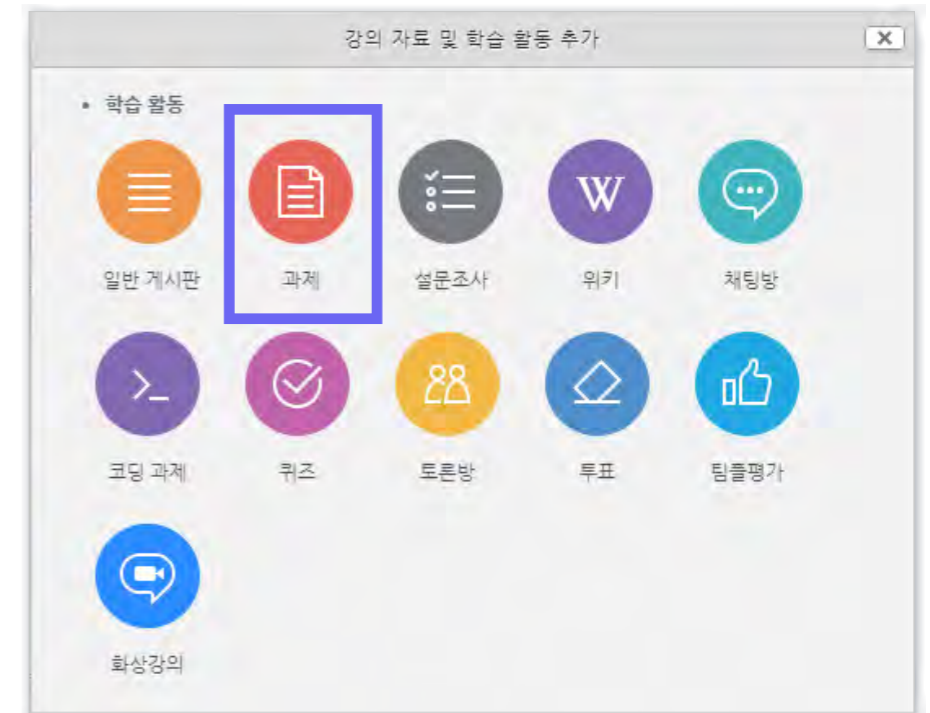 강의 자료 및 학습 활동 추가
• 학습 활동
일반 게시판 과제 설문조사 W 위키 채팅방
코딩 과제 퀴즈 토론방 투표 팀플평가
화상강의